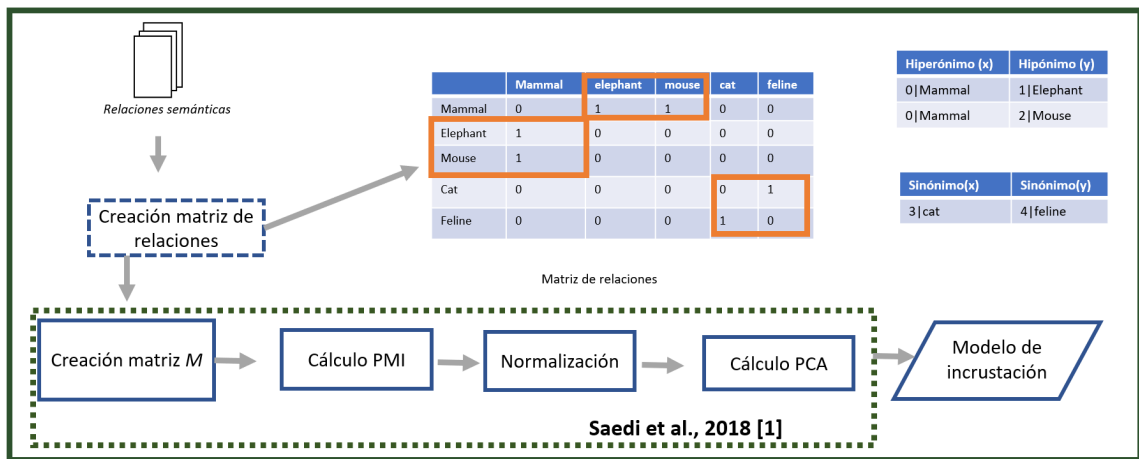 Relaciones semánticas
Creación matriz de
relaciones
Mammal elephant mouse cat feline
Mammal 0 1 1 0 0
Elephant 1 0 0 0 0
Mouse 1 0 0 0 0
Cat 0 0 0 0 1
Feline 0 0 0 1 0
Matriz de relaciones
Hiperónimo (x) Hipónimo (y)
0|Mammal 1|Elephant
0|Mammal 2|Mouse
Sinónimo(x) Sinónimo(y)
3|cat 4|feline
Creación matriz M
Cálculo PMI
Normalización
Cálculo PCA
Modelo de
incrustación
Saedi et al., 2018 [1]